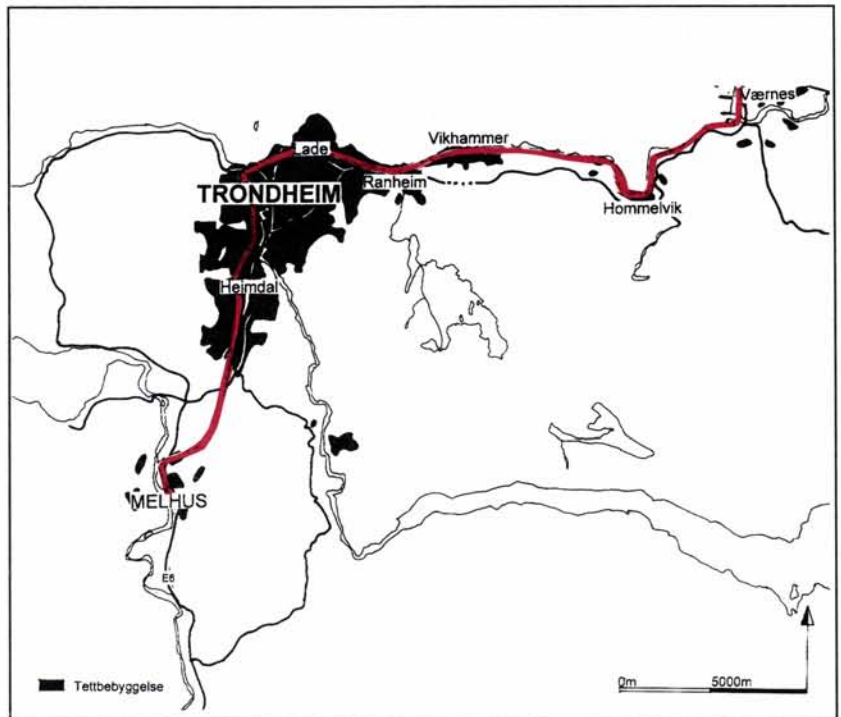 Værnes
Vikhammer
Lade
Ranheim
TRONDHEIM
Hommelvik
Heimdal
MELHUS
E6
Tettbebyggelse
0m 5000m